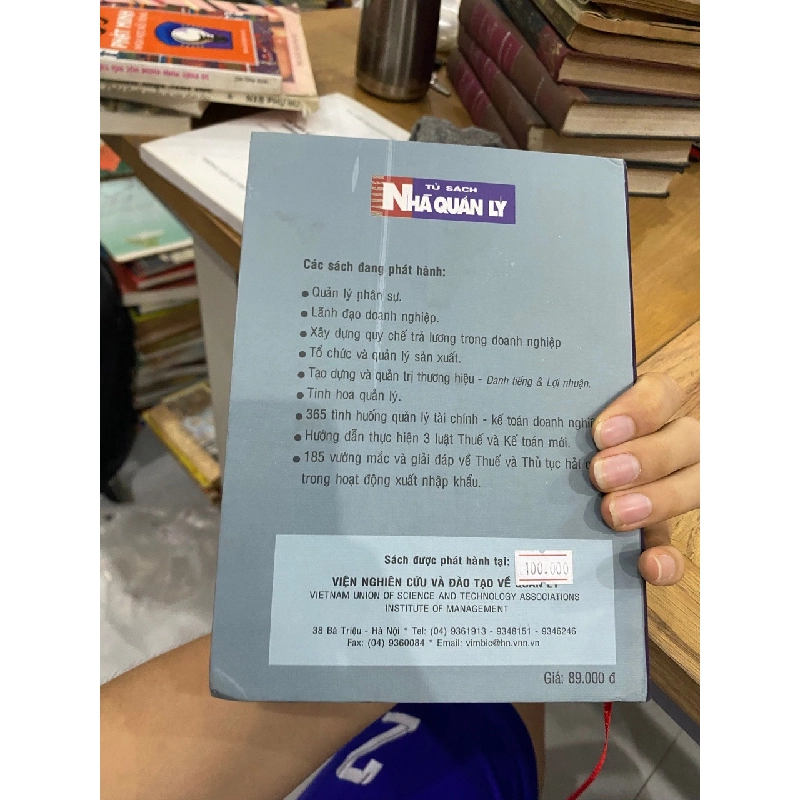 PHÁT MINH
TỦ SÁCH
NHÀ QUẢN LÝ
Các sách đang phát hành:
• Quản lý nhân sự.
• Lãnh đạo doanh nghiệp.
• Xây dựng quy chế trả lương trong doanh nghiệp
• Tổ chức và quản lý sản xuất.
• Tạo dựng và quản trị thương hiệu - Danh tiếng & Lợi nhuận.
• Tinh hoa quản lý.
• 365 tình huống quản lý tài chính - kế toán doanh
• Hướng dẫn thực hiện 3 luật Thuế và Kế toán mới.
• 185 vướng mắc và giải đáp về Thuế và Thủ tục hải
trong hoạt động xuất nhập khẩu.
Sách được phát hành tại:
100.000
VIỆN NGHIÊN CỨU VÀ ĐÀO TẠO VỀ QUẢN LÝ
VIETNAM UNION OF SCIENCE AND TECHNOLOGY ASSOCIATIONS
INSTITUTE OF MANAGEMENT
38 Bà Triệu - Hà Nội * Tel: (04) 9361913 - 9348151 - 9346246
Fax: (04) 9360084 * Email: vimbic@hn.vnn.vn
Giá: 89.000 đ
2